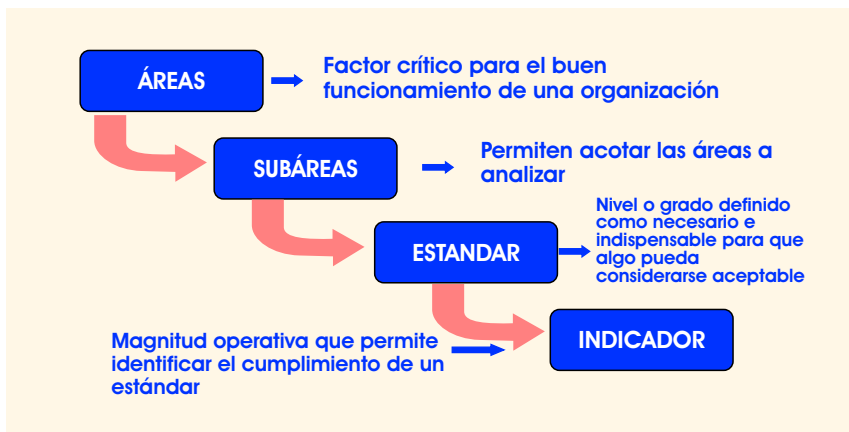 ÁREAS
Factor crítico para el buen
funcionamiento de una organización
SUBÁREAS
Permiten acotar las áreas a
analizar
ESTANDAR
Nivel o grado definido
como necesario e
indispensable para que
algo pueda
considerarse aceptable
INDICADOR
Magnitud operativa que permite
identificar el cumplimiento de un
estándar